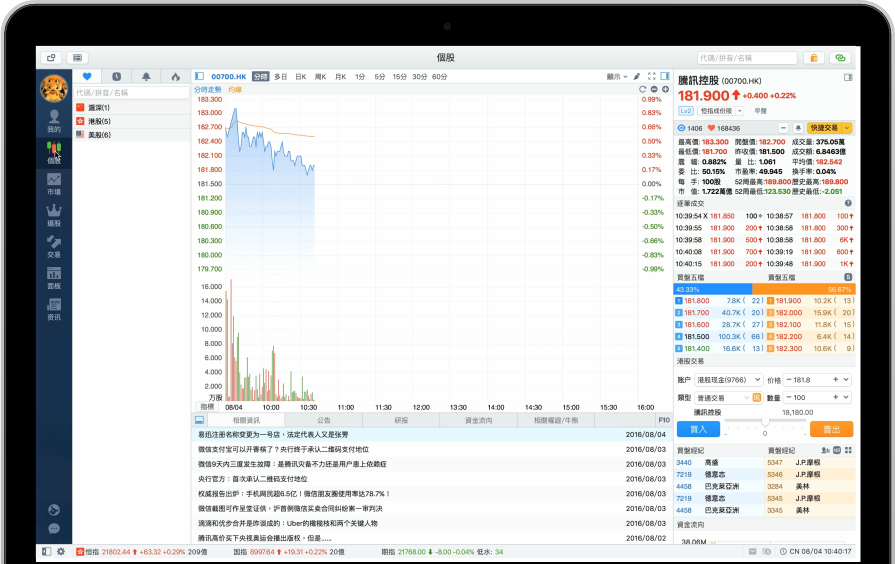 個股
代碼/拼音/名稱
代碼/拼音/名稱
滬深(1)
港股(5)
美股(6)
我的
個股
市場
選股
交易
面板
資訊
00700.HK 分時 多日 日K 周K 月K 1分 5分 15分 30分 60分 顯示
分時走勢 均線
183.300 0.99%
183.000 0.83%
182.700 0.66%
182.400 0.50%
182.100 0.33%
181.800 0.17%
181.500 0.00%
181.200 -0.17%
180.900 -0.33%
180.600 -0.50%
180.300 -0.66%
180.000 -0.83%
179.700 -0.99%
16.000
14.000
12.000
10.000
8.000
6.000
4.000
2.000
万股
指標 08/04 10:00 10:30 11:00 11:30 12:00 13:30 14:00 14:30 15:00 15:30 16:00
相關資訊 公告 研报 資金流向 相關權證/牛熊 F10
易迅注册名称变更为一号店，法定代表人又是张勇 2016/08/04
微信支付宝可以开香槟了？央行终于承认二维码支付地位 2016/08/03
微信9天内三度发生故障：是腾讯灾备不力还是用户患上依赖症 2016/08/03
央行官方：首次承认二维码支付地位 2016/08/03
权威报告出炉：手机网民超6.5亿！微信朋友圈使用率达78.7%！ 2016/08/03
微信截图可作呈堂证供，沪首例微信买卖合同纠纷案一审判决 2016/08/03
滴滴和优步合并是咋谈成的：Uber的橄榄枝和两个关键人物 2016/08/03
腾讯高价买下央视奥运会播出版权，但是...... 2016/08/02
騰訊控股 (00700.HK)
181.900 +0.400 +0.22%
Lv2 恒指成份股 早盤
1406 168436 快捷交易
最高價: 183.300 開盤價: 182.700 成交量: 375.05萬
最低價: 181.700 昨收價: 181.500 成交額: 6.8463億
震 幅: 0.882% 量 比: 1.061 平均價: 182.542
委 比: 50.15% 市盈率: 49.945 換手率: 0.04%
每 手: 100股 52周最高:189.800 歷史最高:189.800
市 值: 1.722萬億 52周最低:123.530 歷史最低:-2.051
逐筆成交
10:39:54 X 181.850 100 10:38:57 181.800 100
10:39:55 181.900 200 10:38:58 181.800 300
10:39:58 181.900 500 10:38:58 181.800 6K
10:40:08 181.900 700 10:39:19 181.900 600
10:40:15 181.900 200 10:39:48 181.900 1K
買盤五檔 賣盤五檔 5
43.33% 56.67%
1 181.800 7.8K ( 22) 1 181.900 10.2K ( 13)
2 181.700 40.7K ( 20) 2 182.000 15.9K ( 20)
3 181.600 28.7K ( 27) 3 182.100 11.8K ( 15)
4 181.500 100.3K ( 66) 4 182.200 6.4K ( 14)
5 181.400 16.6K ( 13) 5 182.300 10.6K ( 9)
港股交易
账户 港股现金(9766) 价格 181.8
類型 普通交易 數量 100
騰訊控股 18,180.00
買入 0 賣出
買盤經紀 賣盤經紀
3440 高盛 5347 J.P.摩根
7219 德意志 5346 J.P.摩根
4458 巴克萊亞洲 3284 美林
7219 德意志 5345 J.P.摩根
4458 巴克萊亞洲 3345 美林
資金流向
38.06M
恒指 21802.44 +63.32 +0.29% 209億 国指 8997.64 +19.31 +0.22% 20億 期指 21768.00 -8.00 -0.04% 低水: 34 CN 08/04 10:40:17